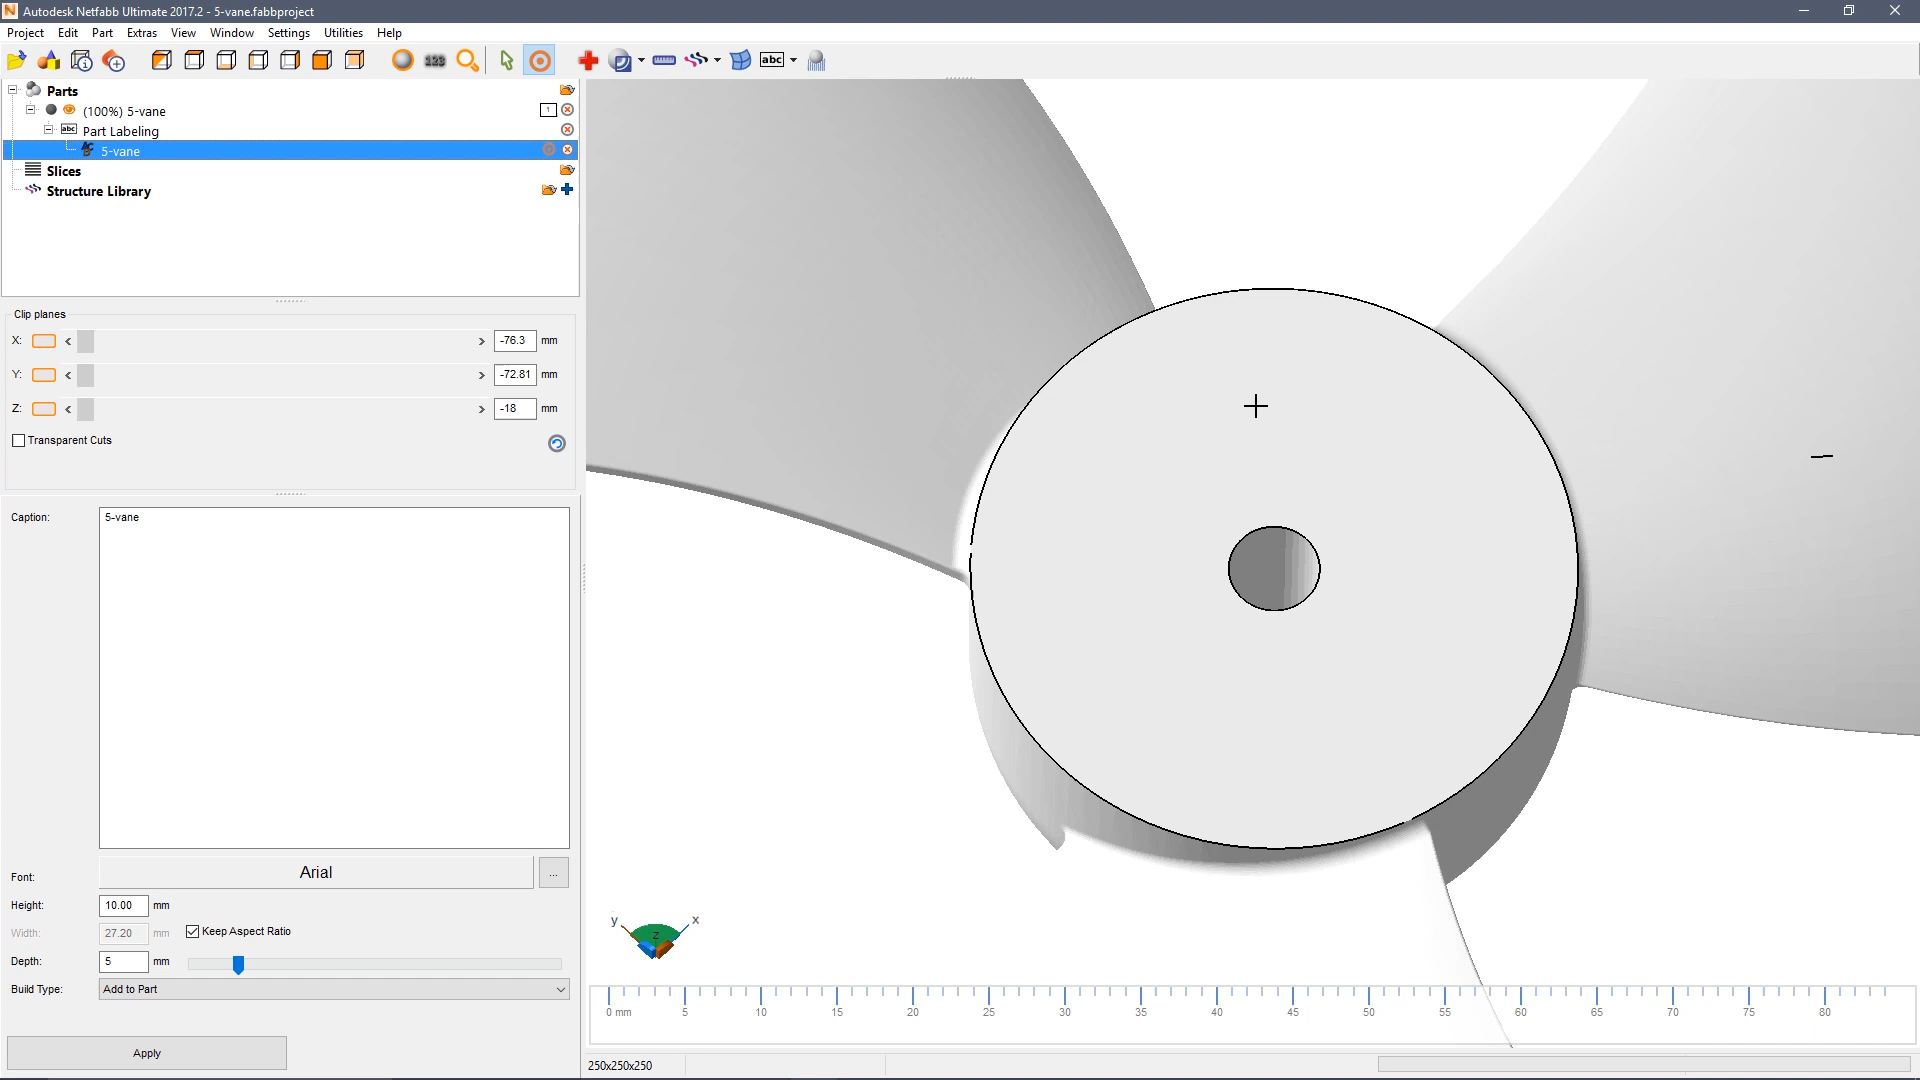 Autodesk Netfabb Ultimate 2017.2 - 5-vane.fabbproject
Project Edit Part Extras View Window Settings Utilities Help
123 abc
Parts
(100%) 5-vane
abc Part Labeling
5-vane
Slices
Structure Library
Clip planes
X: -76.3 mm
Y: -72.81 mm
Z: -18 mm
Transparent Cuts
Caption: 5-vane
Font: Arial ...
Height: 10.00 mm
Width: 27.20 mm Keep Aspect Ratio
Depth: 5 mm
Build Type: Add to Part
Apply
y x
z
0 mm 5 10 15 20 25 30 35 40 45 50 55 60 65 70 75 80
250x250x250